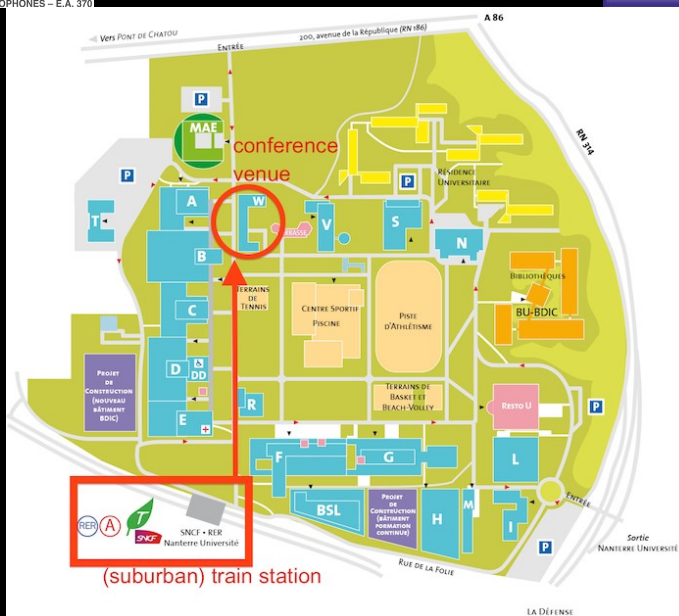 OPHONES – E.A. 370
A 86
Vers PONT DE CHATOU
200, avenue de la République (RN 186)
ENTRÉE
P
MAE
conference
venue
RN 314
P
P
RÉSIDENCE
UNIVERSITAIRE
A
W
T
TERRASSE
V
S
N
B
BIBLIOTHÈQUES
BU-BDIC
TERRAINS
DE
TENNIS
CENTRE SPORTIF
PISCINE
PISTE
D'ATHLÉTISME
C
PROJET
DE
CONSTRUCTION
(NOUVEAU
BÂTIMENT
BDIC)
D
DD
TERRAINS DE
BASKET ET
BEACH-VOLLEY
R
RESTO U
P
E
F
G
L
BSL
PROJET
DE
CONSTRUCTION
(BÂTIMENT
FORMATION
CONTINUE)
H
M
I
ENTRÉE
RER
A
T
SNCF
SNCF • RER
Nanterre Université
P
Sortie
NANTERRE UNIVERSITÉ
RUE DE LA FOLIE
(suburban) train station
LA DÉFENSE